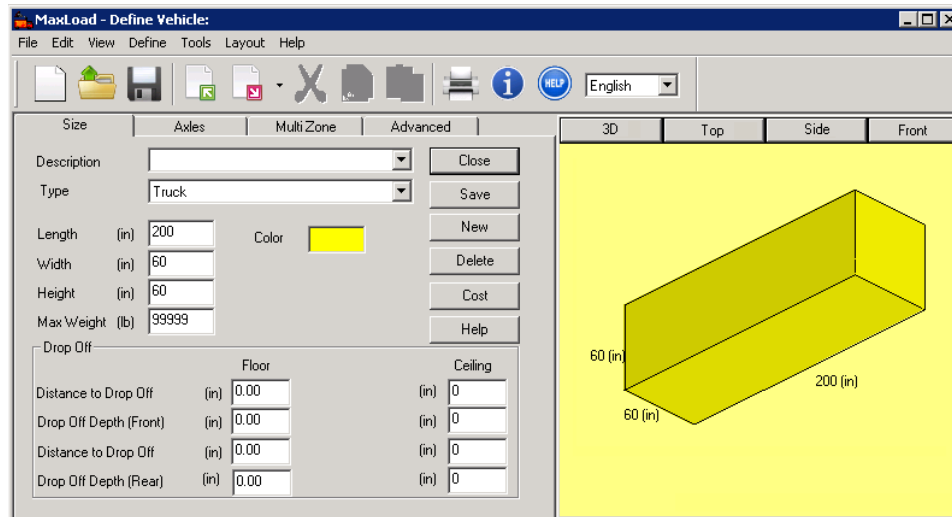 MaxLoad - Define Vehicle:
File Edit View Define Tools Layout Help
HELP English
Size Axles Multi Zone Advanced
3D Top Side Front
Description Close
Type Truck Save
Length (in) 200 Color New
Width (in) 60 Delete
Height (in) 60 Cost
Max Weight (lb) 99999 Help
Drop Off
Floor Ceiling
Distance to Drop Off (in) 0.00 (in) 0
Drop Off Depth (Front) (in) 0.00 (in) 0
Distance to Drop Off (in) 0.00 (in) 0
Drop Off Depth (Rear) (in) 0.00 (in) 0
60 (in)
200 (in)
60 (in)